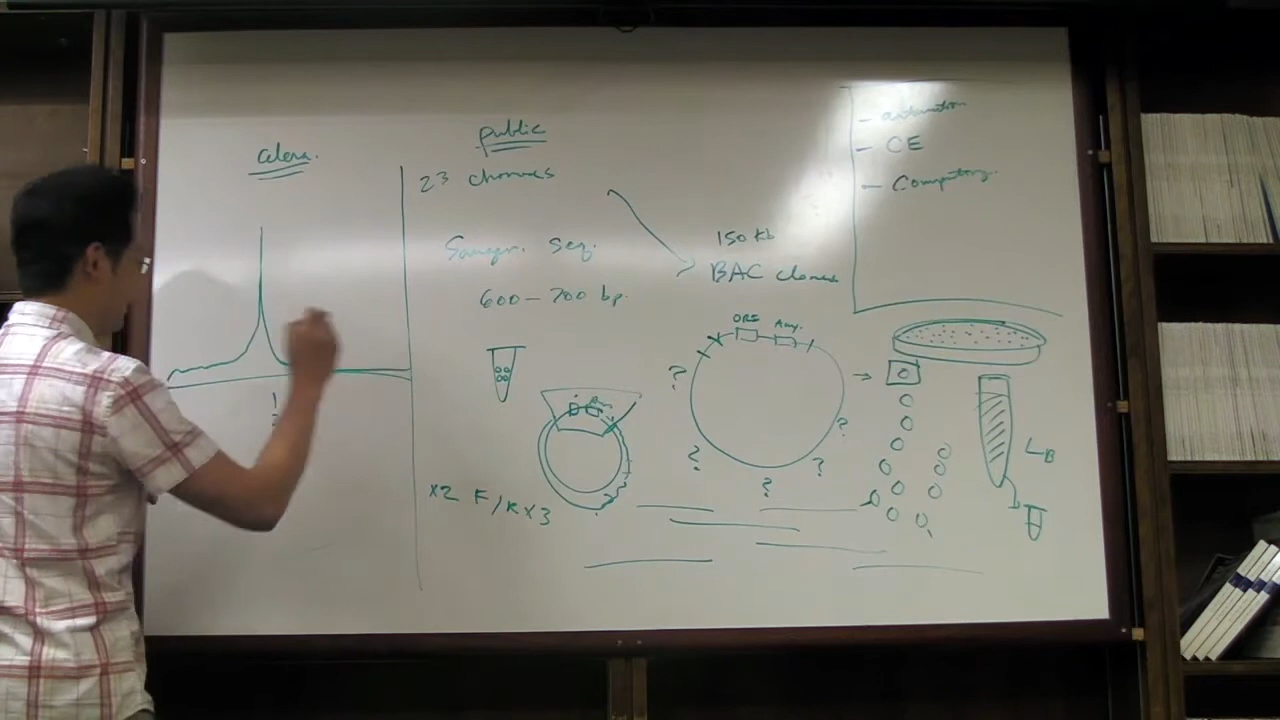 Celera.
public
23 chromes
Sanger. seq.
600 – 700 bp.
150 kb
BAC clones
– automation
– CE
– Computing.
ORI Amp.
?
?
?
?
?
LB
x2 F/R x3